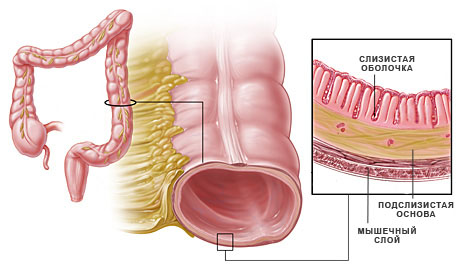 СЛИЗИСТАЯ
ОБОЛОЧКА
ПОДСЛИЗИСТАЯ
ОСНОВА
МЫШЕЧНЫЙ
СЛОЙ